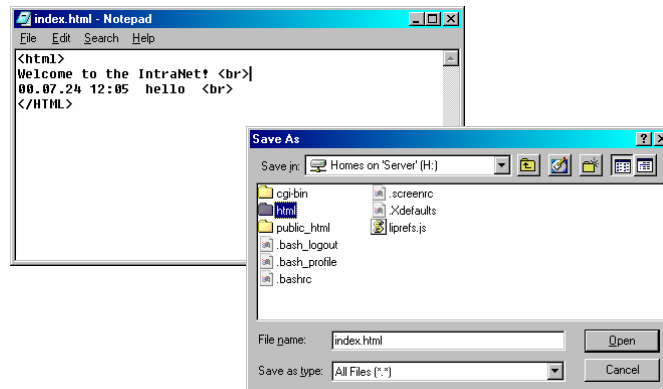 index.html - Notepad
File Edit Search Help
<html>
Welcome to the IntraNet! <br>
00.07.24 12:05 hello <br>
</HTML>
Save As
Save in: Homes on 'Server' (H:)
cgi-bin
html
public_html
.bash_logout
.bash_profile
.bashrc
.screenrc
.Xdefaults
liprefs.js
File name: index.html Open
Save as type: All Files (*.*) Cancel